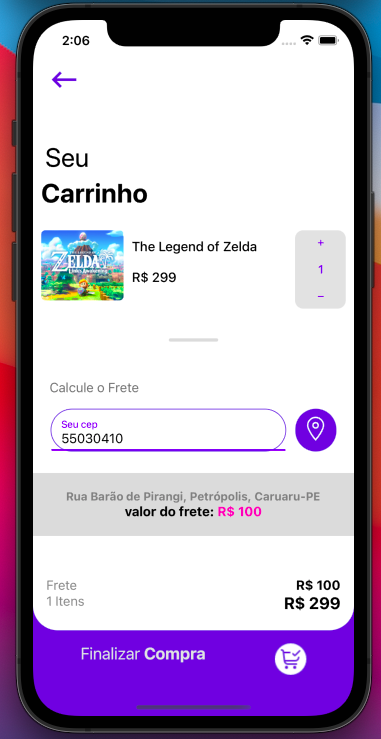 2:06
Seu
Carrinho
ZELDA
The Legend of Zelda
R$ 299
+
1
−
Calcule o Frete
Seu cep
55030410
Rua Barão de Pirangi, Petrópolis, Caruaru-PE
valor do frete: R$ 100
Frete R$ 100
1 Itens R$ 299
Finalizar Compra